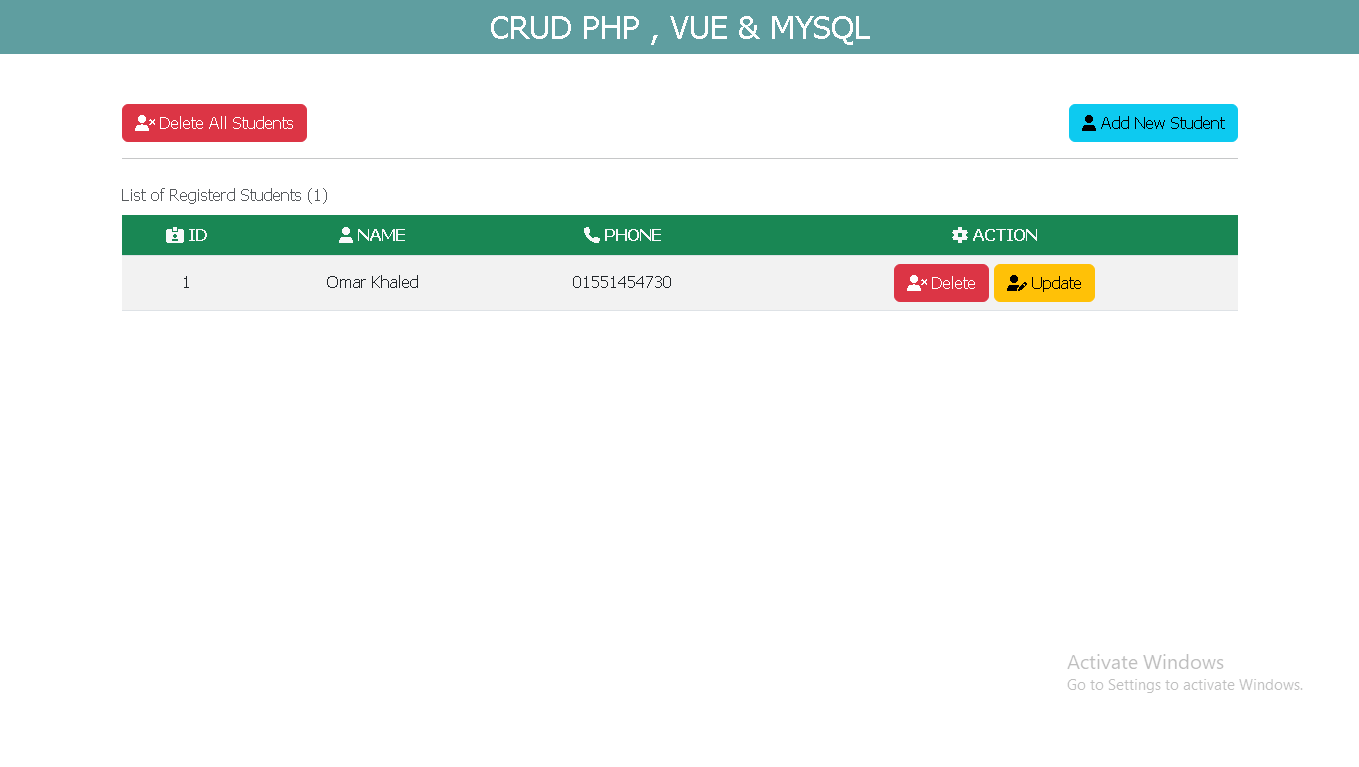 CRUD PHP , VUE & MYSQL
Delete All Students
Add New Student
List of Registerd Students (1)
ID NAME PHONE ACTION
1 Omar Khaled 01551454730 Delete Update
Activate Windows
Go to Settings to activate Windows.